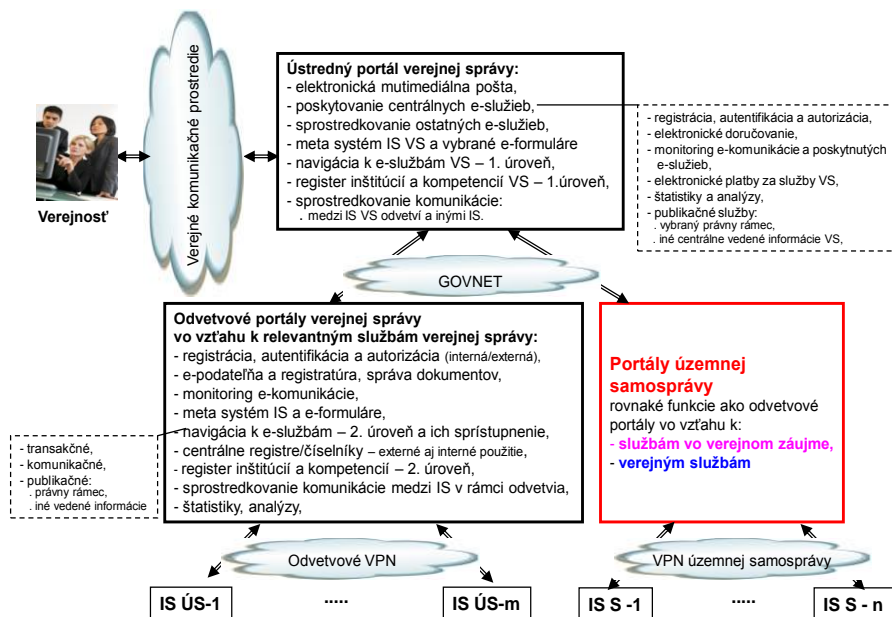 Verejnosť
Verejné komunikačné prostredie
Ústredný portál verejnej správy:
- elektronická mutimediálna pošta,
- poskytovanie centrálnych e-služieb,
- sprostredkovanie ostatných e-služieb,
- meta systém IS VS a vybrané e-formuláre
- navigácia k e-službám VS – 1. úroveň,
- register inštitúcií a kompetencií VS – 1.úroveň,
- sprostredkovanie komunikácie:
. medzi IS VS odvetví a inými IS.
- registrácia, autentifikácia a autorizácia,
- elektronické doručovanie,
- monitoring e-komunikácie a poskytnutých
e-služieb,
- elektronické platby za služby VS,
- štatistiky a analýzy,
- publikačné služby:
. vybraný právny rámec,
. iné centrálne vedené informácie VS,
GOVNET
Odvetvové portály verejnej správy
vo vzťahu k relevantným službám verejnej správy:
- registrácia, autentifikácia a autorizácia (interná/externá),
- e-podateľňa a registratúra, správa dokumentov,
- monitoring e-komunikácie,
- meta systém IS a e-formuláre,
- navigácia k e-službám – 2. úroveň a ich sprístupnenie,
- centrálne registre/číselníky – externé aj interné použitie,
- register inštitúcií a kompetencií – 2. úroveň,
- sprostredkovanie komunikácie medzi IS v rámci odvetvia,
- štatistiky, analýzy,
- transakčné,
- komunikačné,
- publikačné:
. právny rámec,
. iné vedené informácie
Portály územnej
samosprávy
rovnaké funkcie ako odvetvové
portály vo vzťahu k:
- službám vo verejnom záujme,
- verejným službám
Odvetvové VPN
VPN územnej samosprávy
IS ÚS-1
.....
IS ÚS-m
IS S -1
.....
IS S - n